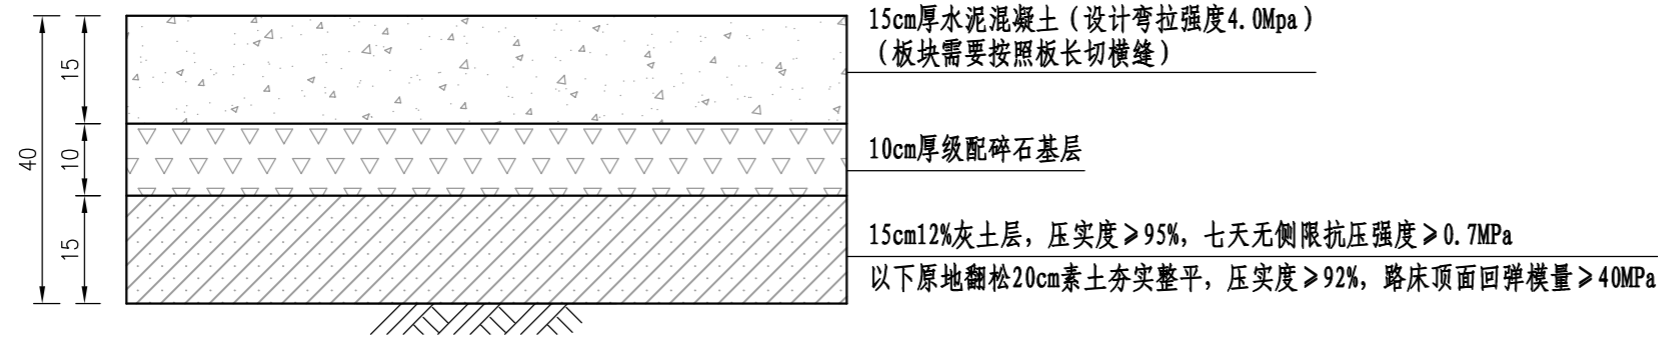 15cm厚水泥混凝土（设计弯拉强度4.0Mpa）
（板块需要按照板长切横缝）
15
10
40
10cm厚级配碎石基层
15
15cm12%灰土层，压实度≥95%，七天无侧限抗压强度≥0.7MPa
以下原地翻松20cm素土夯实整平，压实度≥92%，路床顶面回弹模量≥40MPa